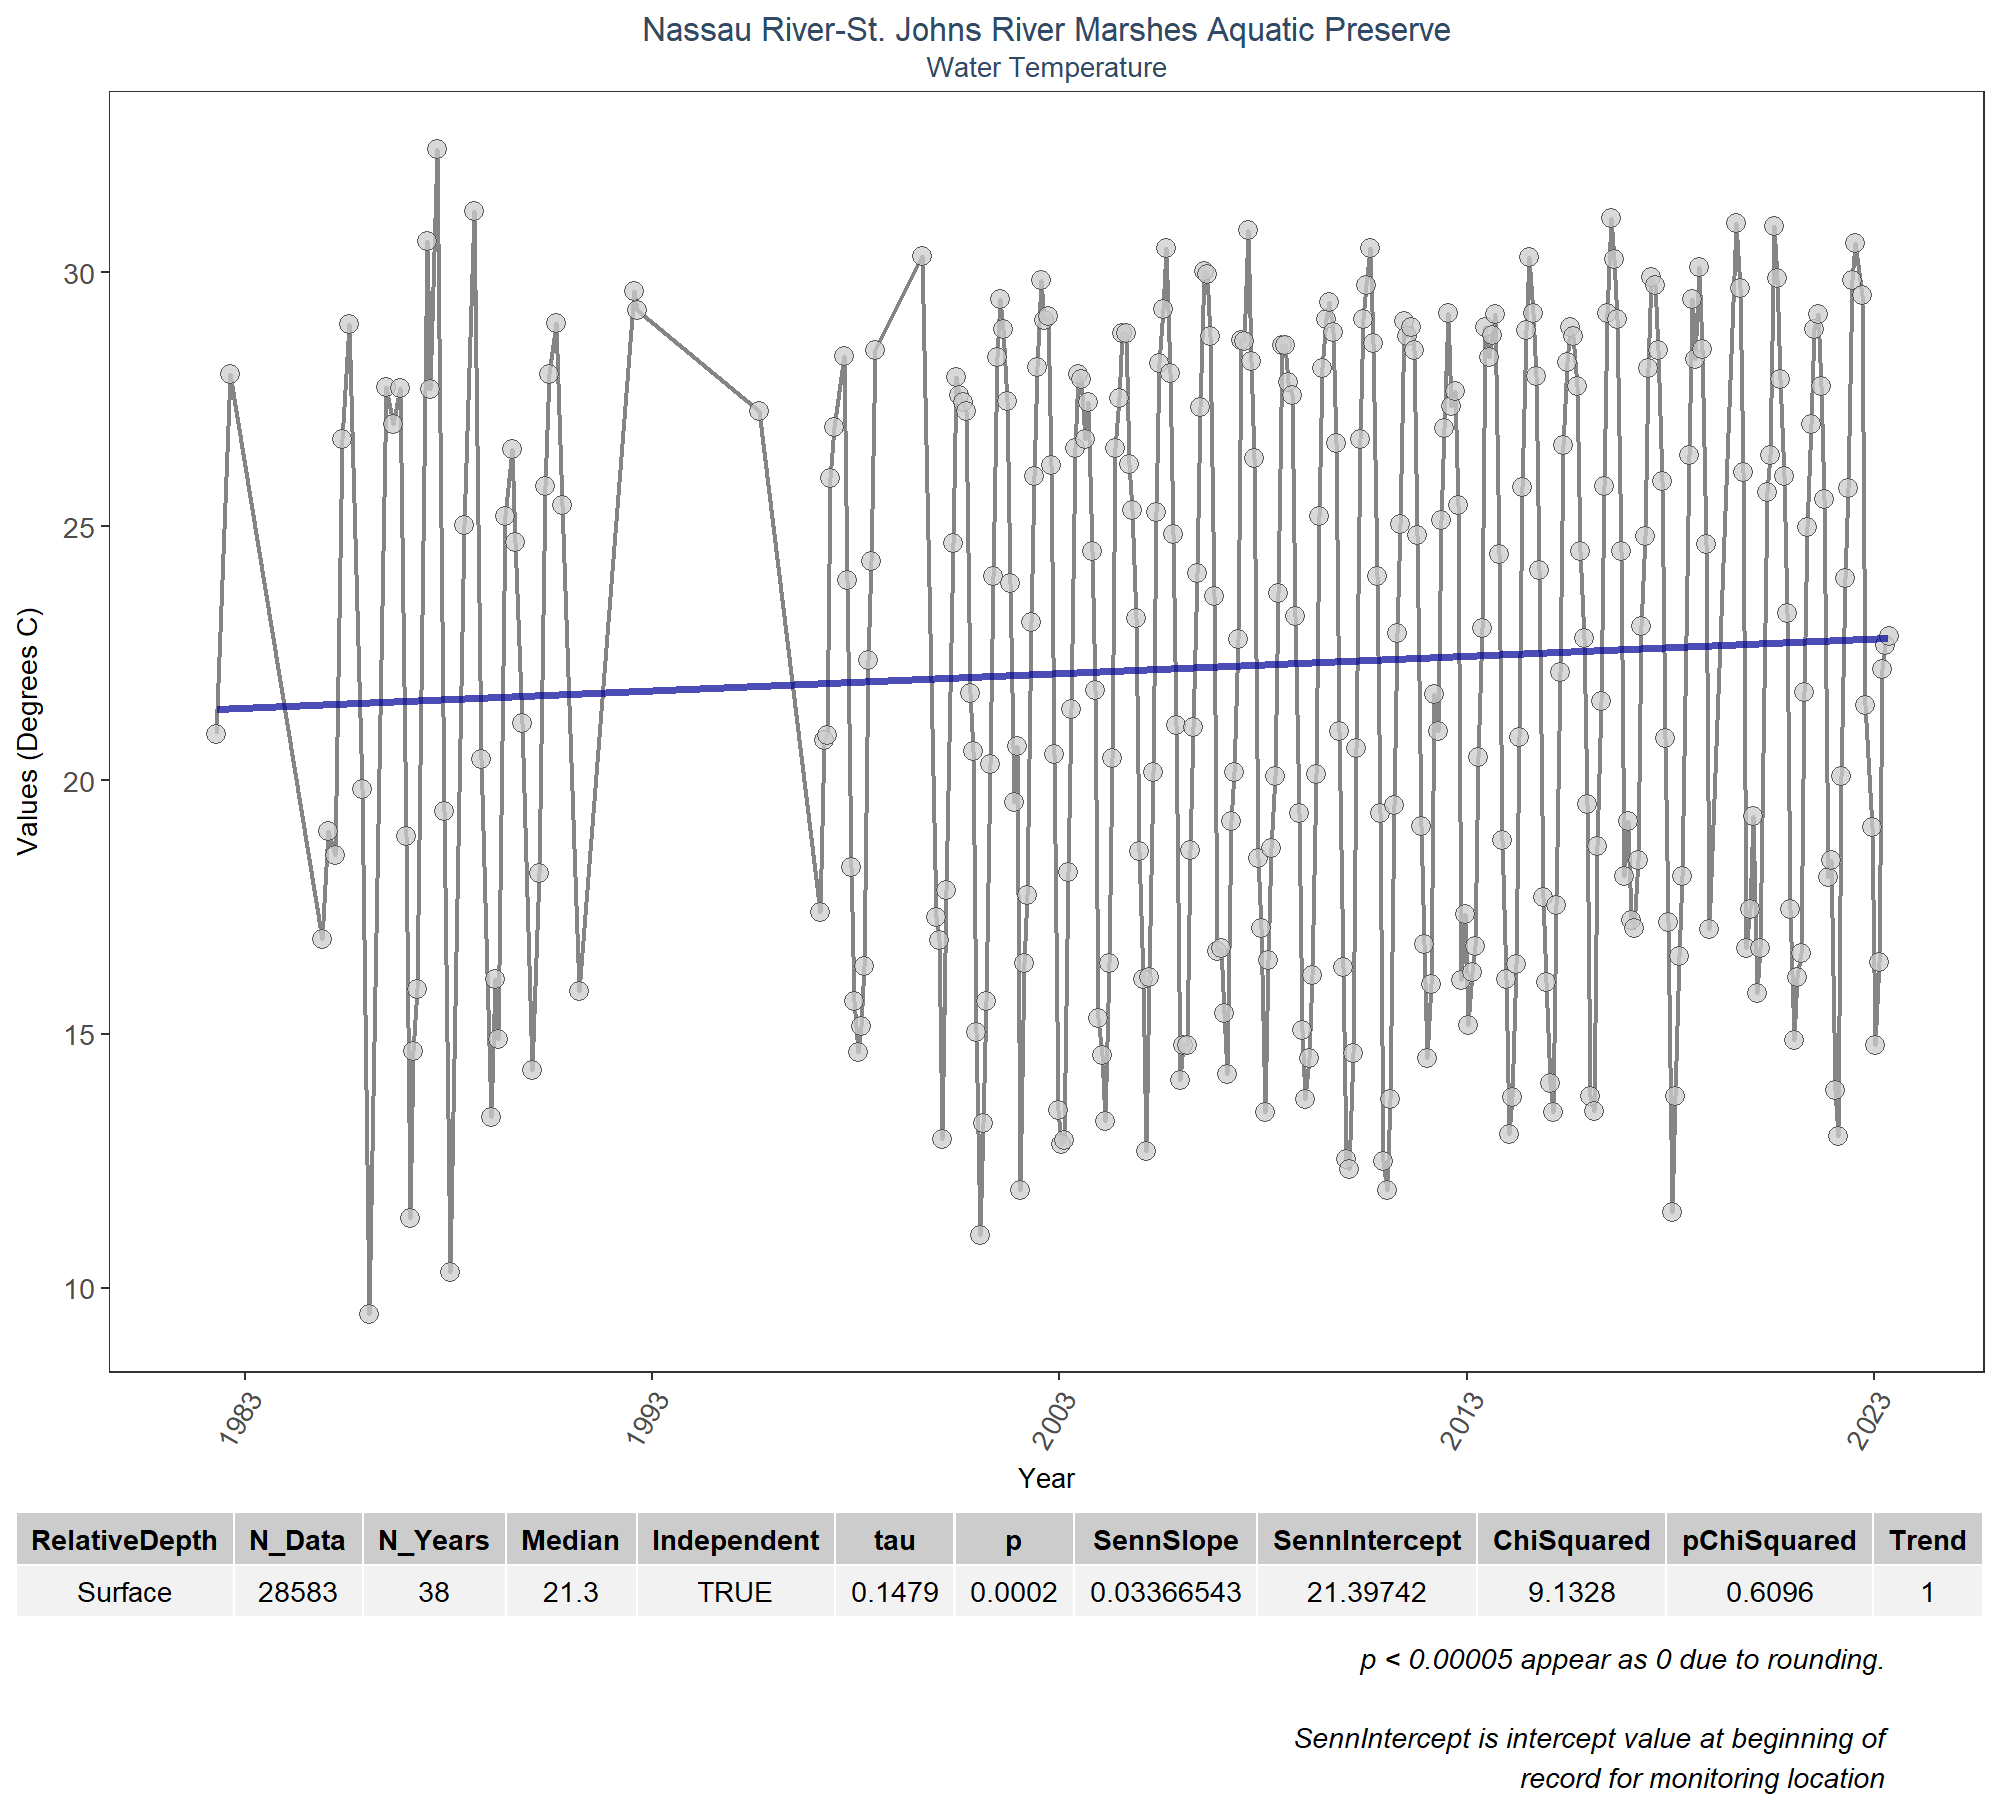 Nassau River-St. Johns River Marshes Aquatic Preserve
Water Temperature
Values (Degrees C)
30
25
20
15
10
1983
1993
2003
2013
2023
Year
RelativeDepth N_Data N_Years Median Independent tau p SennSlope SennIntercept ChiSquared pChiSquared Trend
Surface 28583 38 21.3 TRUE 0.1479 0.0002 0.03366543 21.39742 9.1328 0.6096 1
p < 0.00005 appear as 0 due to rounding.
SennIntercept is intercept value at beginning of
record for monitoring location